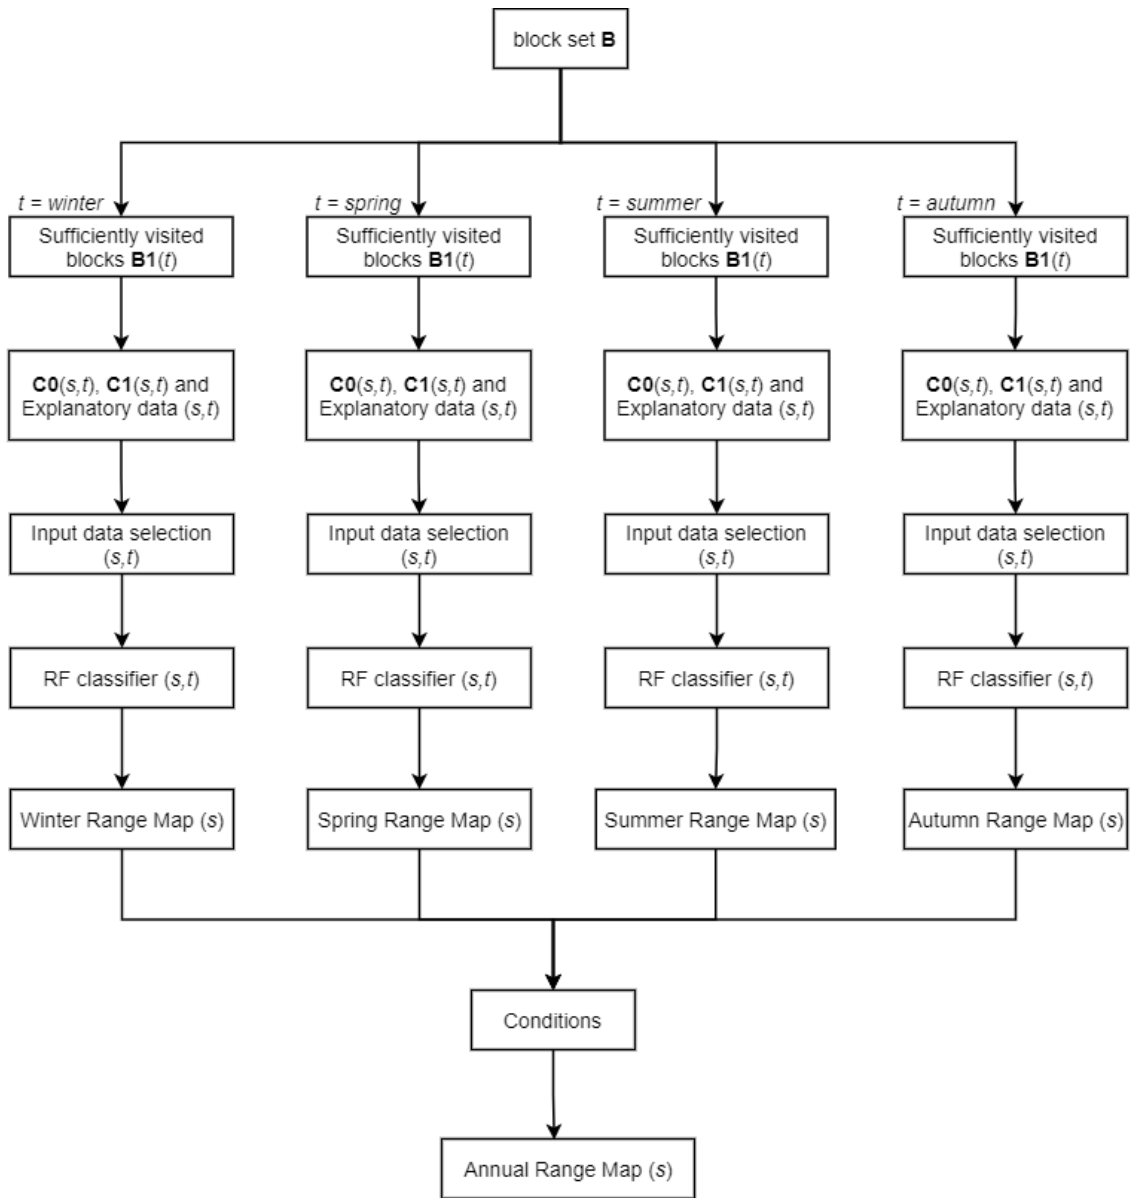 block set B
t = winter
t = spring
t = summer
t = autumn
Sufficiently visited
blocks B1(t)
Sufficiently visited
blocks B1(t)
Sufficiently visited
blocks B1(t)
Sufficiently visited
blocks B1(t)
C0(s,t), C1(s,t) and
Explanatory data (s,t)
C0(s,t), C1(s,t) and
Explanatory data (s,t)
C0(s,t), C1(s,t) and
Explanatory data (s,t)
C0(s,t), C1(s,t) and
Explanatory data (s,t)
Input data selection
(s,t)
Input data selection
(s,t)
Input data selection
(s,t)
Input data selection
(s,t)
RF classifier (s,t)
RF classifier (s,t)
RF classifier (s,t)
RF classifier (s,t)
Winter Range Map (s)
Spring Range Map (s)
Summer Range Map (s)
Autumn Range Map (s)
Conditions
Annual Range Map (s)